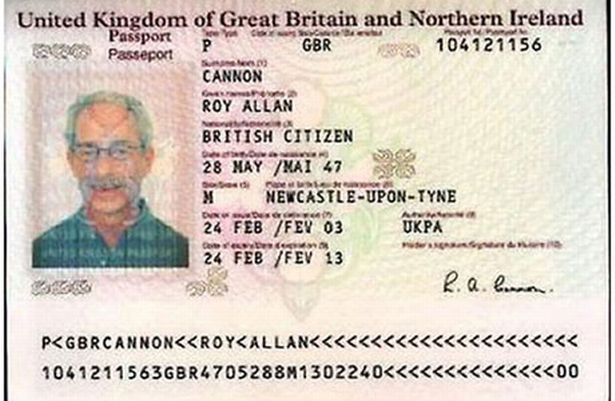 United Kingdom of Great Britain and Northern Ireland
Passport
Passeport
P GBR 104121156
CANNON
ROY ALLAN
BRITISH CITIZEN
28 MAY /MAI 47
M NEWCASTLE-UPON-TYNE
24 FEB /FEV 03 UKPA
24 FEB /FEV 13
R. A. Cannon.
P<GBRCANNON<<ROY<ALLAN<<<<<<<<<<<<<<<<<<<<<<
1041211563GBR4705288M1302240<<<<<<<<<<<<<<00